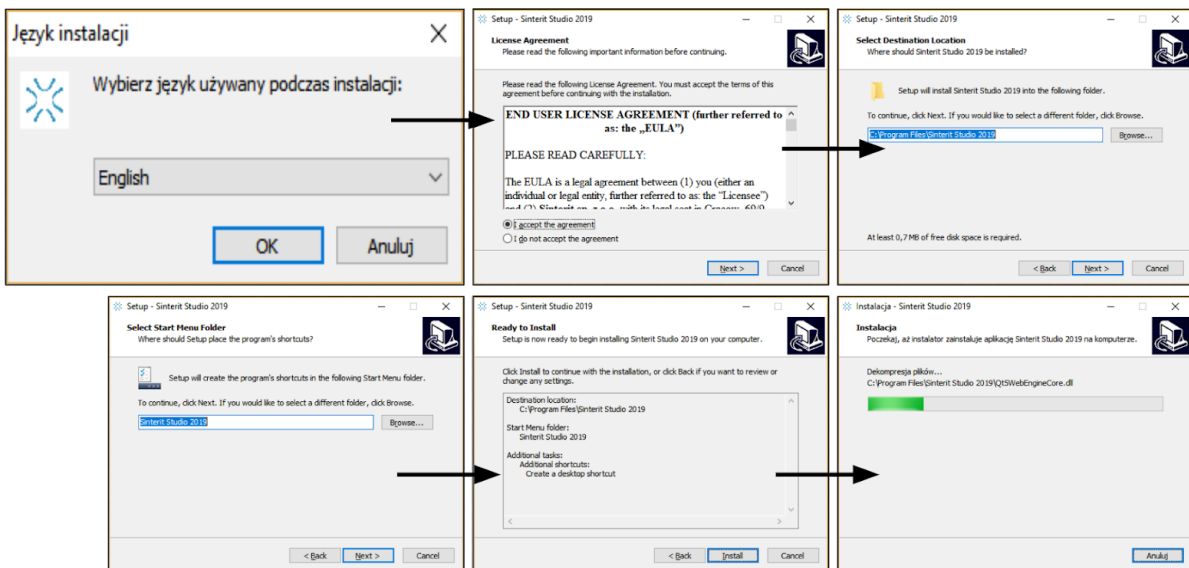 Język instalacji
Wybierz język używany podczas instalacji:
English
OK
Anuluj
Setup - Sinterit Studio 2019
License Agreement
Please read the following important information before continuing.
Please read the following License Agreement. You must accept the terms of this
agreement before continuing with the installation.
END USER LICENSE AGREEMENT (further referred to
as: the „EULA”)
PLEASE READ CAREFULLY:
The EULA is a legal agreement between (1) you (either an
individual or legal entity, further referred to as: the “Licensee”)
and (2) Sinterit sp. z o.o. with its legal seat in Cracow,
I accept the agreement
I do not accept the agreement
Next >
Cancel
Setup - Sinterit Studio 2019
Select Destination Location
Where should Sinterit Studio 2019 be installed?
Setup will install Sinterit Studio 2019 into the following folder.
To continue, click Next. If you would like to select a different folder, click Browse.
C:\Program Files\Sinterit Studio 2019
Browse...
At least 0,7 MB of free disk space is required.
< Back
Next >
Cancel
Setup - Sinterit Studio 2019
Select Start Menu Folder
Where should Setup place the program's shortcuts?
Setup will create the program's shortcuts in the following Start Menu folder.
To continue, click Next. If you would like to select a different folder, click Browse.
Sinterit Studio 2019
Browse...
< Back
Next >
Cancel
Setup - Sinterit Studio 2019
Ready to Install
Setup is now ready to begin installing Sinterit Studio 2019 on your computer.
Click Install to continue with the installation, or click Back if you want to review or
change any settings.
Destination location:
C:\Program Files\Sinterit Studio 2019
Start Menu folder:
Sinterit Studio 2019
Additional tasks:
Additional shortcuts:
Create a desktop shortcut
< Back
Install
Cancel
Instalacja - Sinterit Studio 2019
Instalacja
Poczekaj, aż instalator zainstaluje aplikację Sinterit Studio 2019 na komputerze.
Dekompresja plików...
C:\Program Files\Sinterit Studio 2019\Qt5WebEngineCore.dll
Anuluj